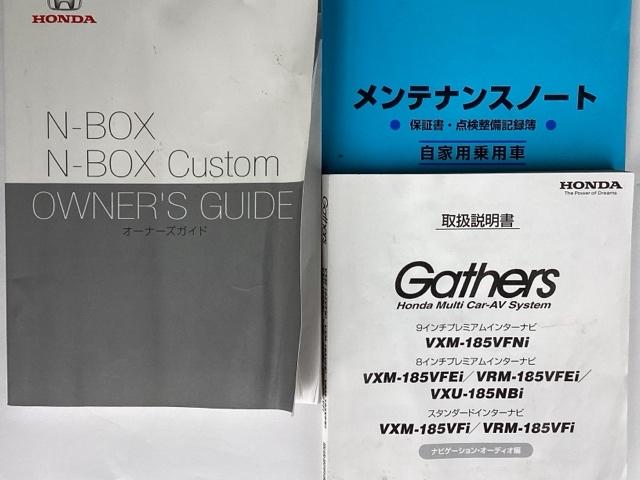 HONDA
N-BOX
N-BOX Custom
OWNER'S GUIDE
オーナーズガイド
メンテナンスノート
● 保証書・点検整備記録簿 ●
自家用乗用車
HONDA
The Power of Dreams
取扱説明書
Gathers
Honda Multi Car-AV System
9インチプレミアムインターナビ
VXM-185VFNi
8インチプレミアムインターナビ
VXM-185VFEi/VRM-185VFEi/
VXU-185NBi
スタンダードインターナビ
VXM-185VFi/VRM-185VFi
ナビゲーション・オーディオ編
Gathers